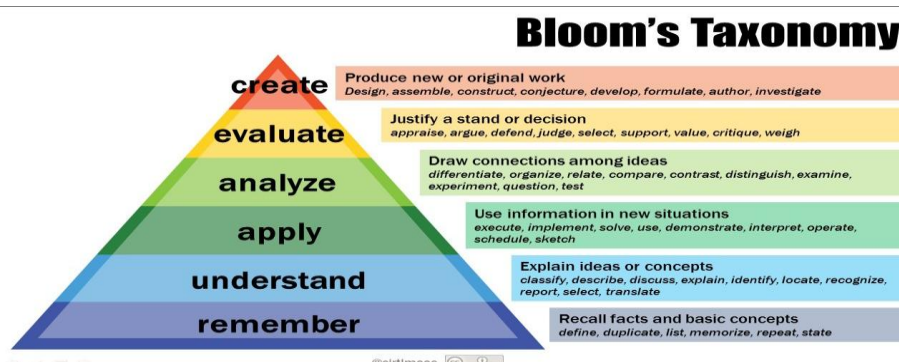 Bloom's Taxonomy
create
Produce new or original work
Design, assemble, construct, conjecture, develop, formulate, author, investigate
evaluate
Justify a stand or decision
appraise, argue, defend, judge, select, support, value, critique, weigh
analyze
Draw connections among ideas
differentiate, organize, relate, compare, contrast, distinguish, examine,
experiment, question, test
apply
Use information in new situations
execute, implement, solve, use, demonstrate, interpret, operate,
schedule, sketch
understand
Explain ideas or concepts
classify, describe, discuss, explain, identify, locate, recognize,
report, select, translate
remember
Recall facts and basic concepts
define, duplicate, list, memorize, repeat, state